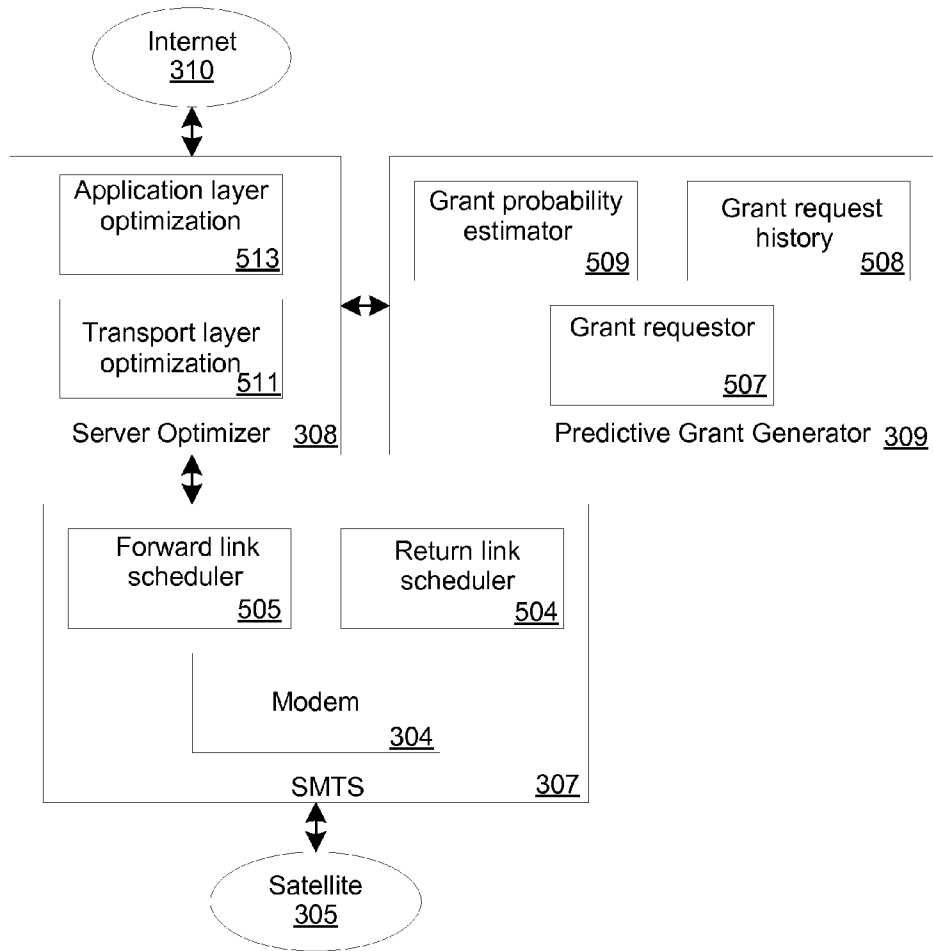 Internet
310
Application layer
optimization
513
Transport layer
optimization
511
Server Optimizer 308
Grant probability
estimator
509
Grant request
history
508
Grant requestor
507
Predictive Grant Generator 309
Forward link
scheduler
505
Return link
scheduler
504
Modem
304
SMTS
307
Satellite
305